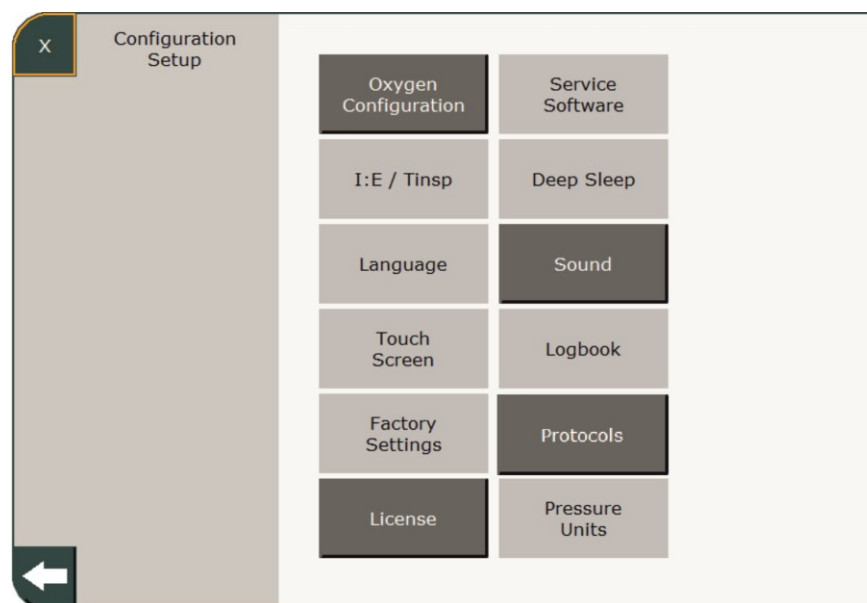 X
Configuration
Setup
Oxygen
Configuration
Service
Software
I:E / Tinsp
Deep Sleep
Language
Sound
Touch
Screen
Logbook
Factory
Settings
Protocols
License
Pressure
Units